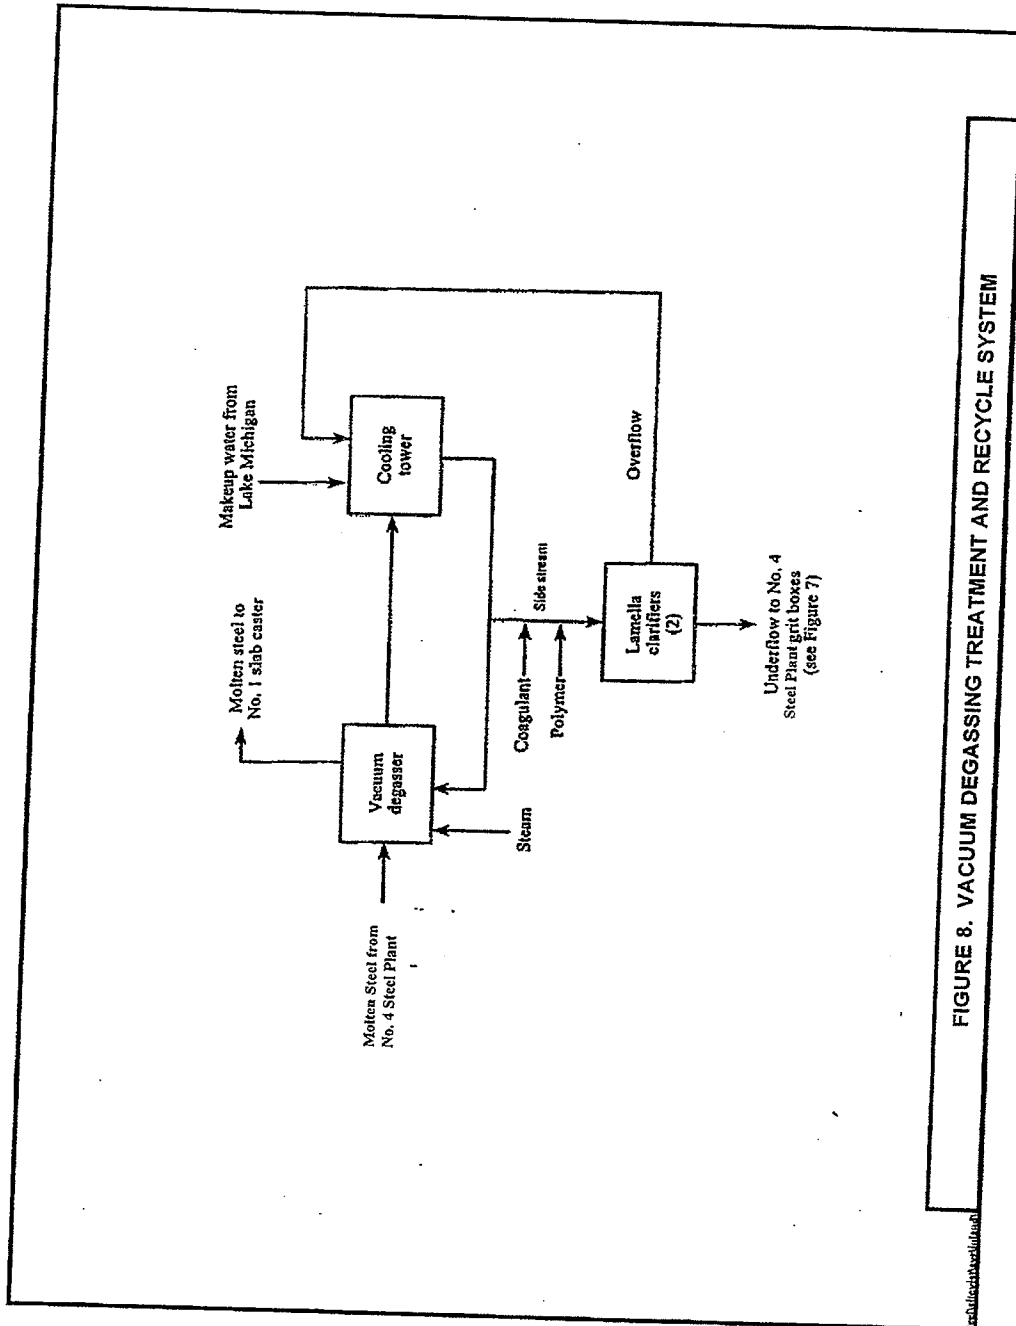 Makeup water from
Lake Michigan
Molten steel to
No. 1 slab caster
Cooling
tower
Vacuum
degasser
Molten Steel from
No. 4 Steel Plant
Steam
Coagulant
Polymer
Side stream
Overflow
Lamella
clarifiers
(2)
Underflow to No. 4
Steel Plant grit boxes
(see Figure 7)
FIGURE 8. VACUUM DEGASSING TREATMENT AND RECYCLE SYSTEM